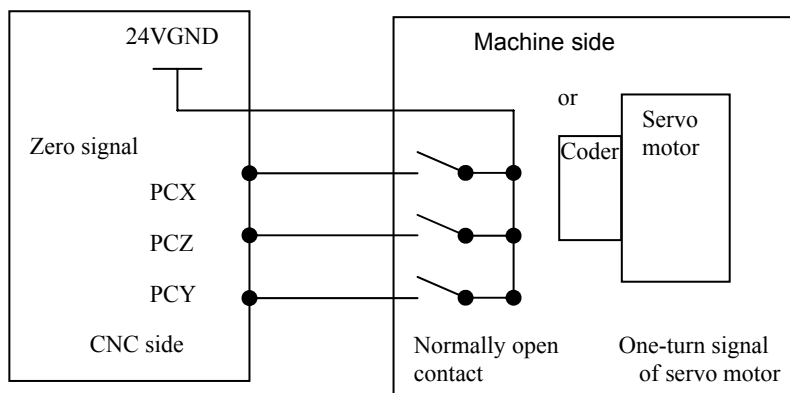 24VGND
Machine side
or
Servo
motor
Coder
Zero signal
PCX
PCZ
PCY
CNC side
Normally open
contact
One-turn signal
of servo motor